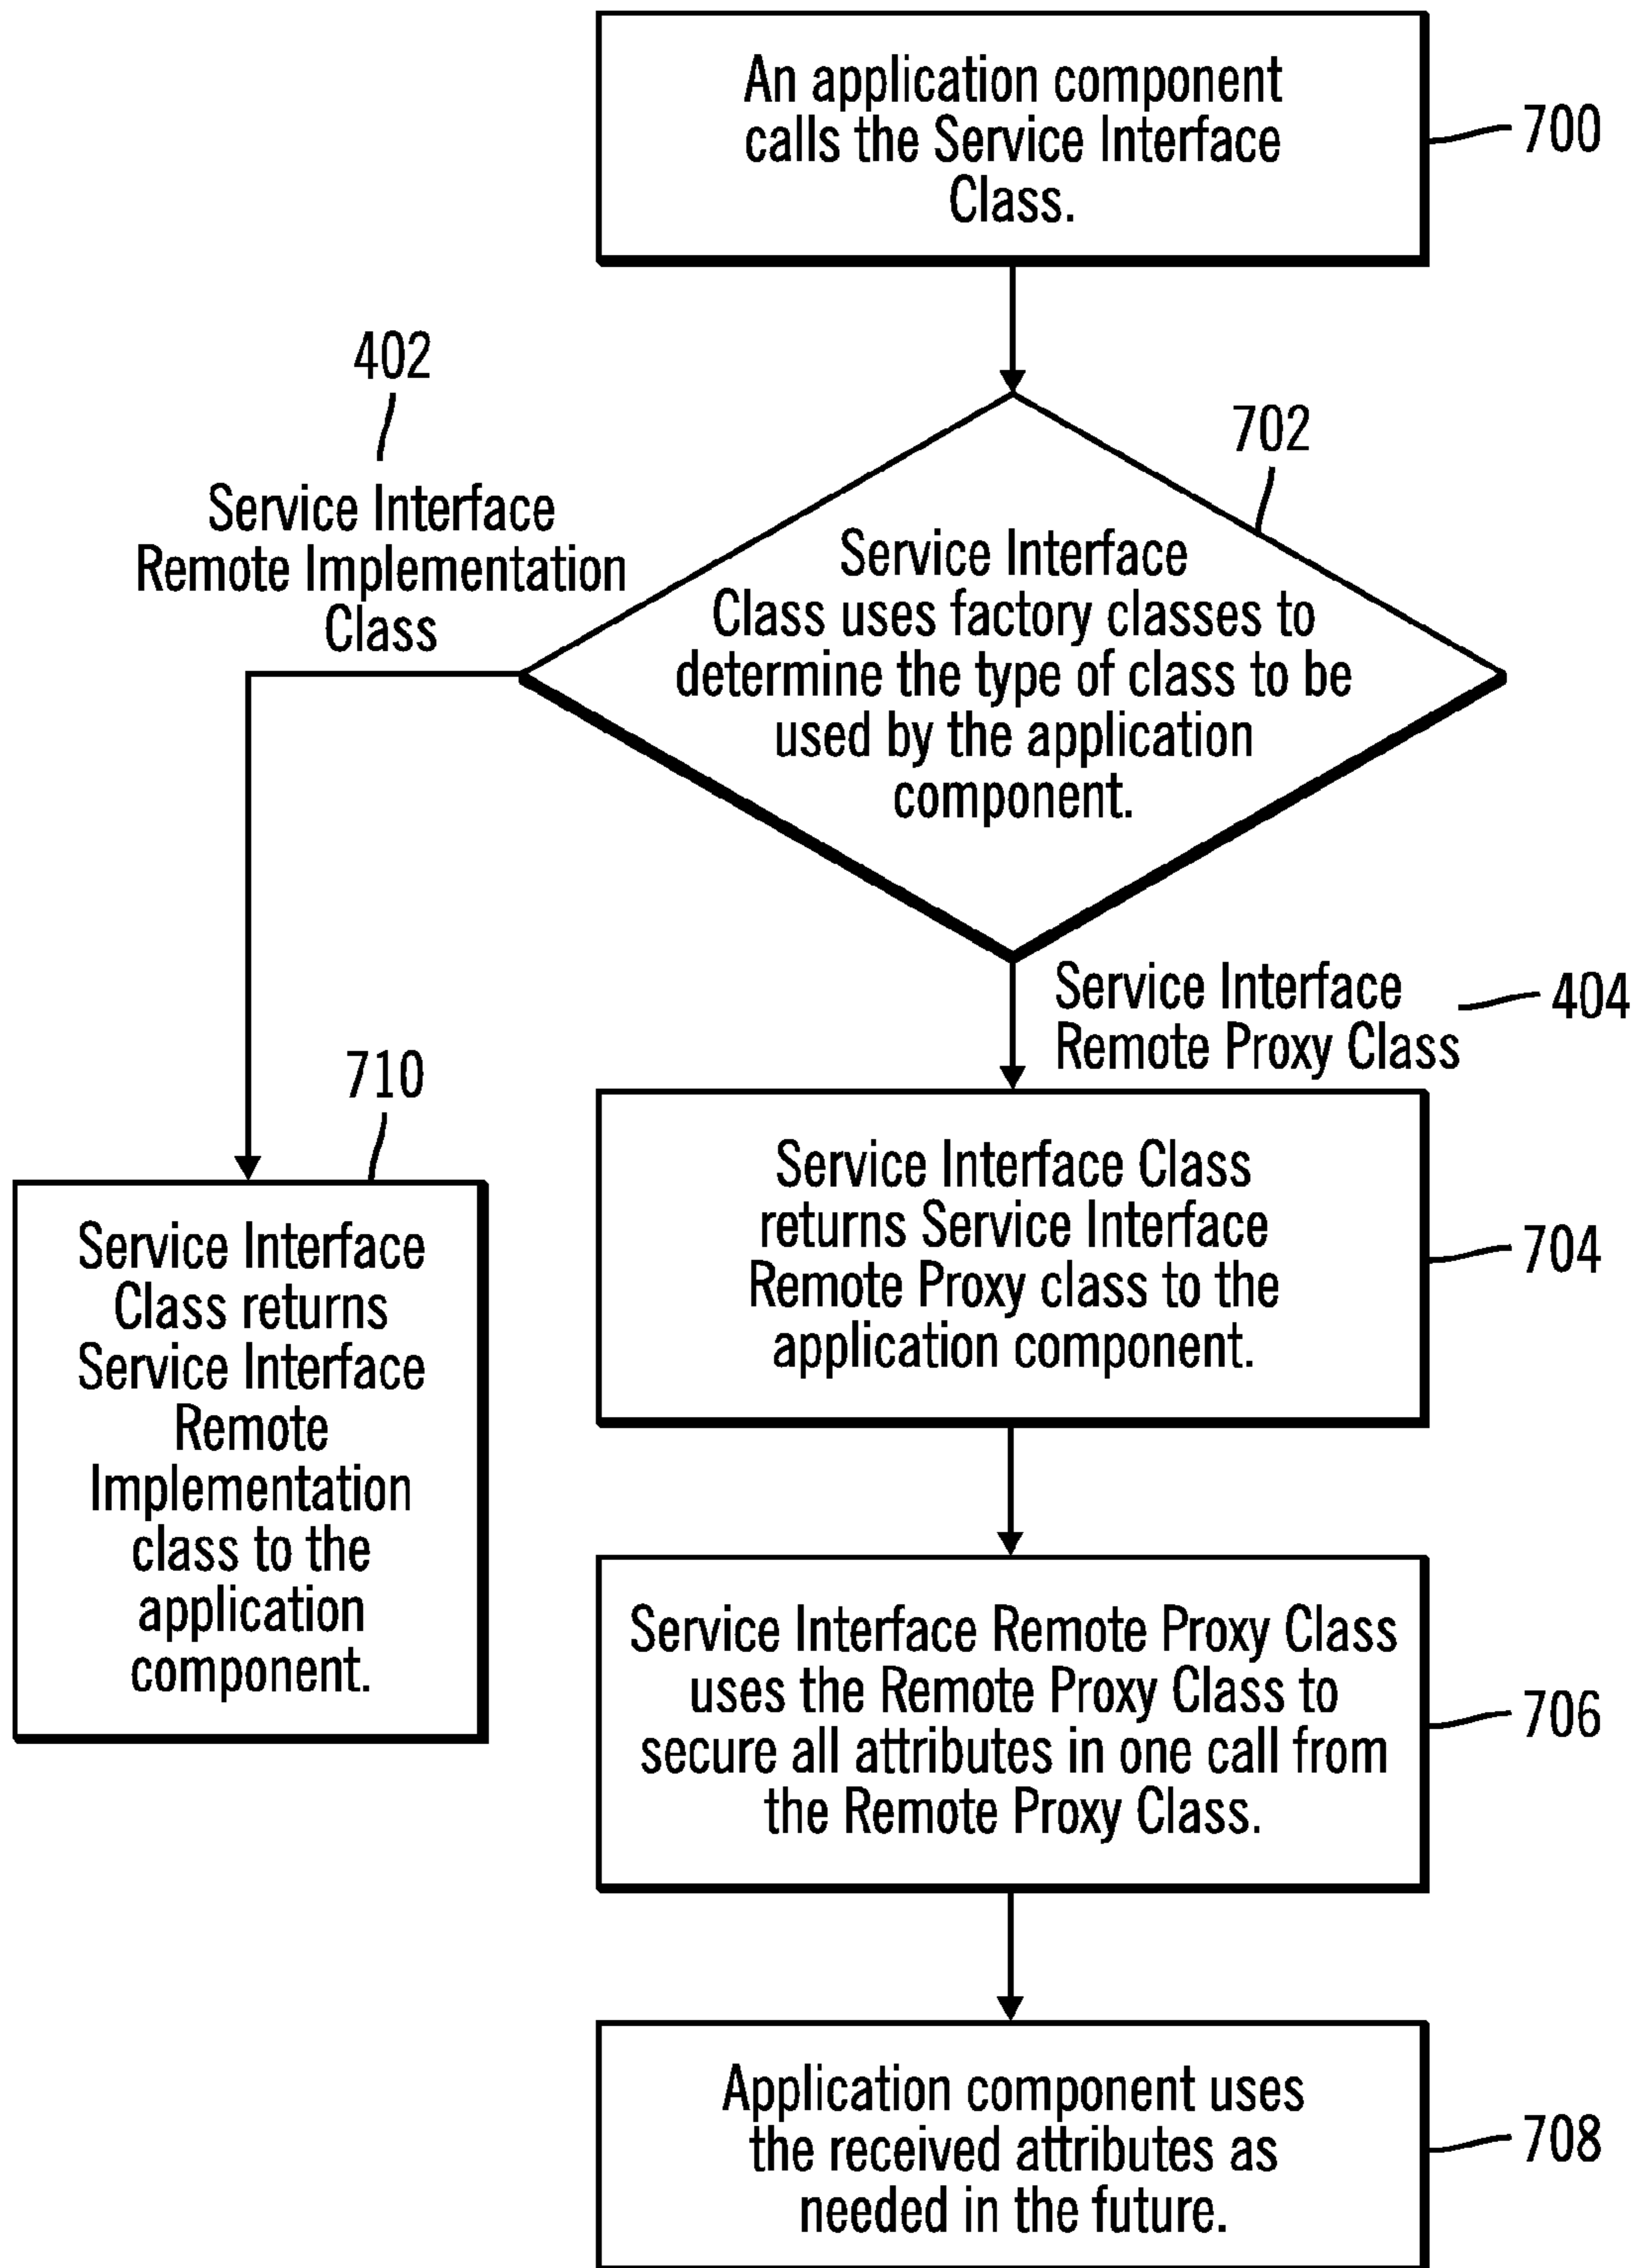 An application component
calls the Service Interface
Class.
700
402
Service Interface
Remote Implementation
Class
702
Service Interface
Class uses factory classes to
determine the type of class to be
used by the application
component.
Service Interface
Remote Proxy Class
404
710
Service Interface
Class returns
Service Interface
Remote
Implementation
class to the
application
component.
Service Interface Class
returns Service Interface
Remote Proxy class to the
application component.
704
Service Interface Remote Proxy Class
uses the Remote Proxy Class to
secure all attributes in one call from
the Remote Proxy Class.
706
Application component uses
the received attributes as
needed in the future.
708